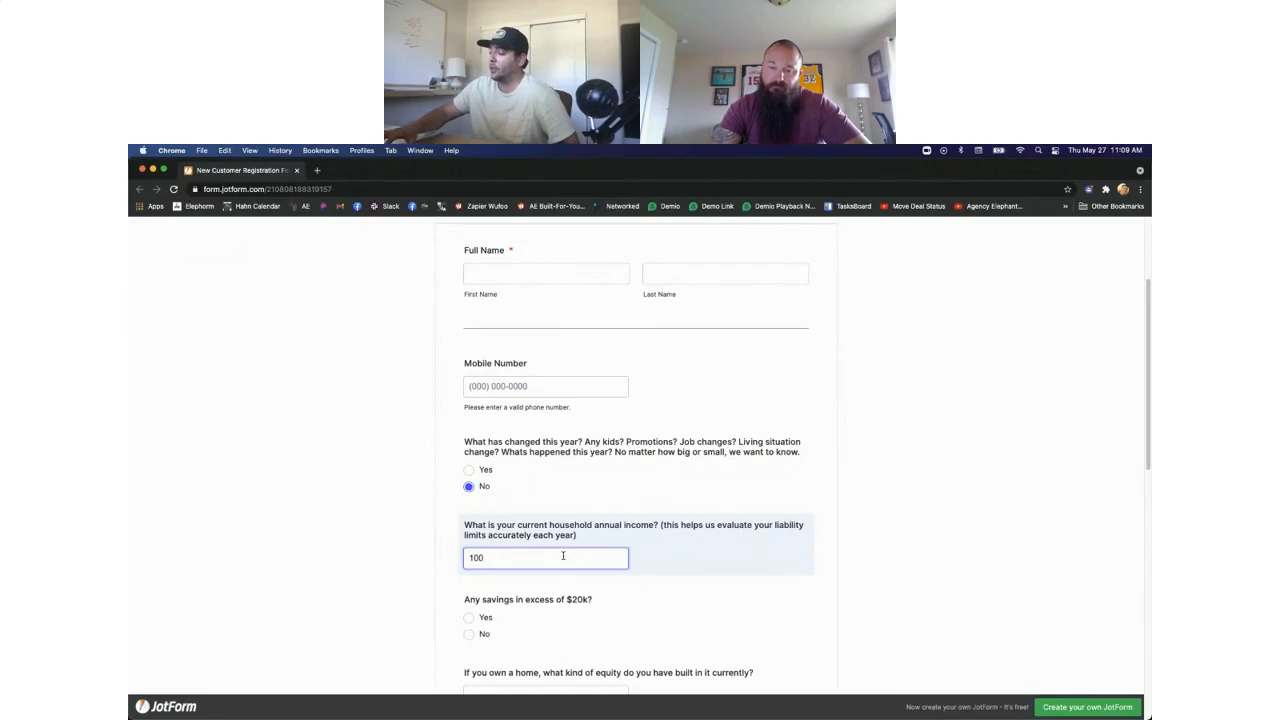 15
32
Chrome File Edit View History Bookmarks Profiles Tab Window Help
Thu May 27 11:09 AM
New Customer Registration Fo
form.jotform.com/210808188319157
Apps Elephorm Hahn Calendar AE Slack Zapier Wufoo AE Built-For-You... Networked Demio Demo Link Demio Playback N... TasksBoard Move Deal Status Agency Elephant... » Other Bookmarks
Full Name *
First Name Last Name
Mobile Number
(000) 000-0000
Please enter a valid phone number.
What has changed this year? Any kids? Promotions? Job changes? Living situation
change? Whats happened this year? No matter how big or small, we want to know.
Yes
No
What is your current household annual income? (this helps us evaluate your liability
limits accurately each year)
100
Any savings in excess of $20k?
Yes
No
If you own a home, what kind of equity do you have built in it currently?
JotForm
Now create your own JotForm - It's free!
Create your own JotForm